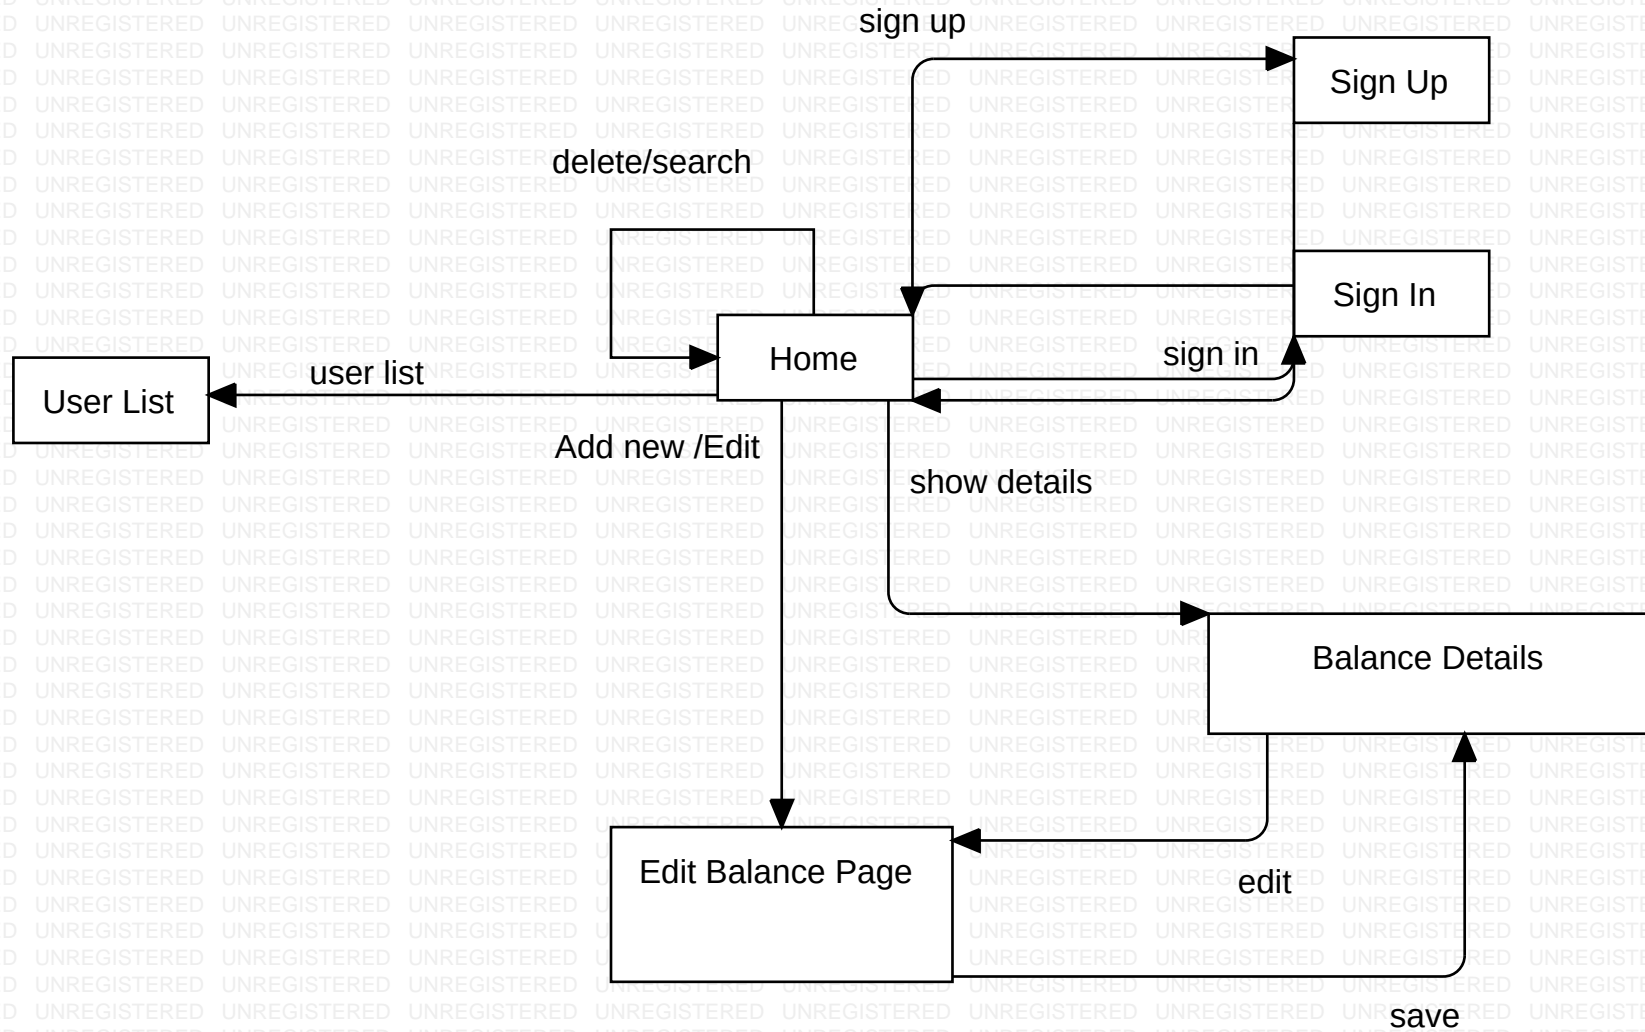 sign up
Sign Up
delete/search
Sign In
sign in
Home
user list
User List
Add new /Edit
show details
Balance Details
Edit Balance Page
edit
save
UNREGISTERED